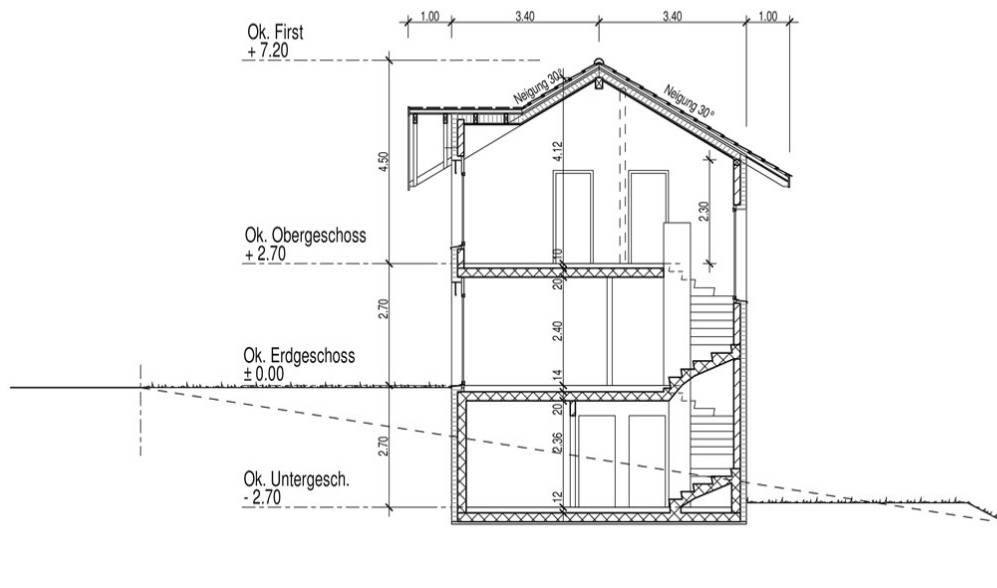 1.00 3.40 3.40 1.00
Ok. First
+ 7.20
Neigung 30°
Neigung 30°
4.50
4.12
2.30
Ok. Obergeschoss
+ 2.70
10
20
2.70
2.40
Ok. Erdgeschoss
± 0.00
14
20
2.70
2.36
Ok. Untergesch.
- 2.70
12